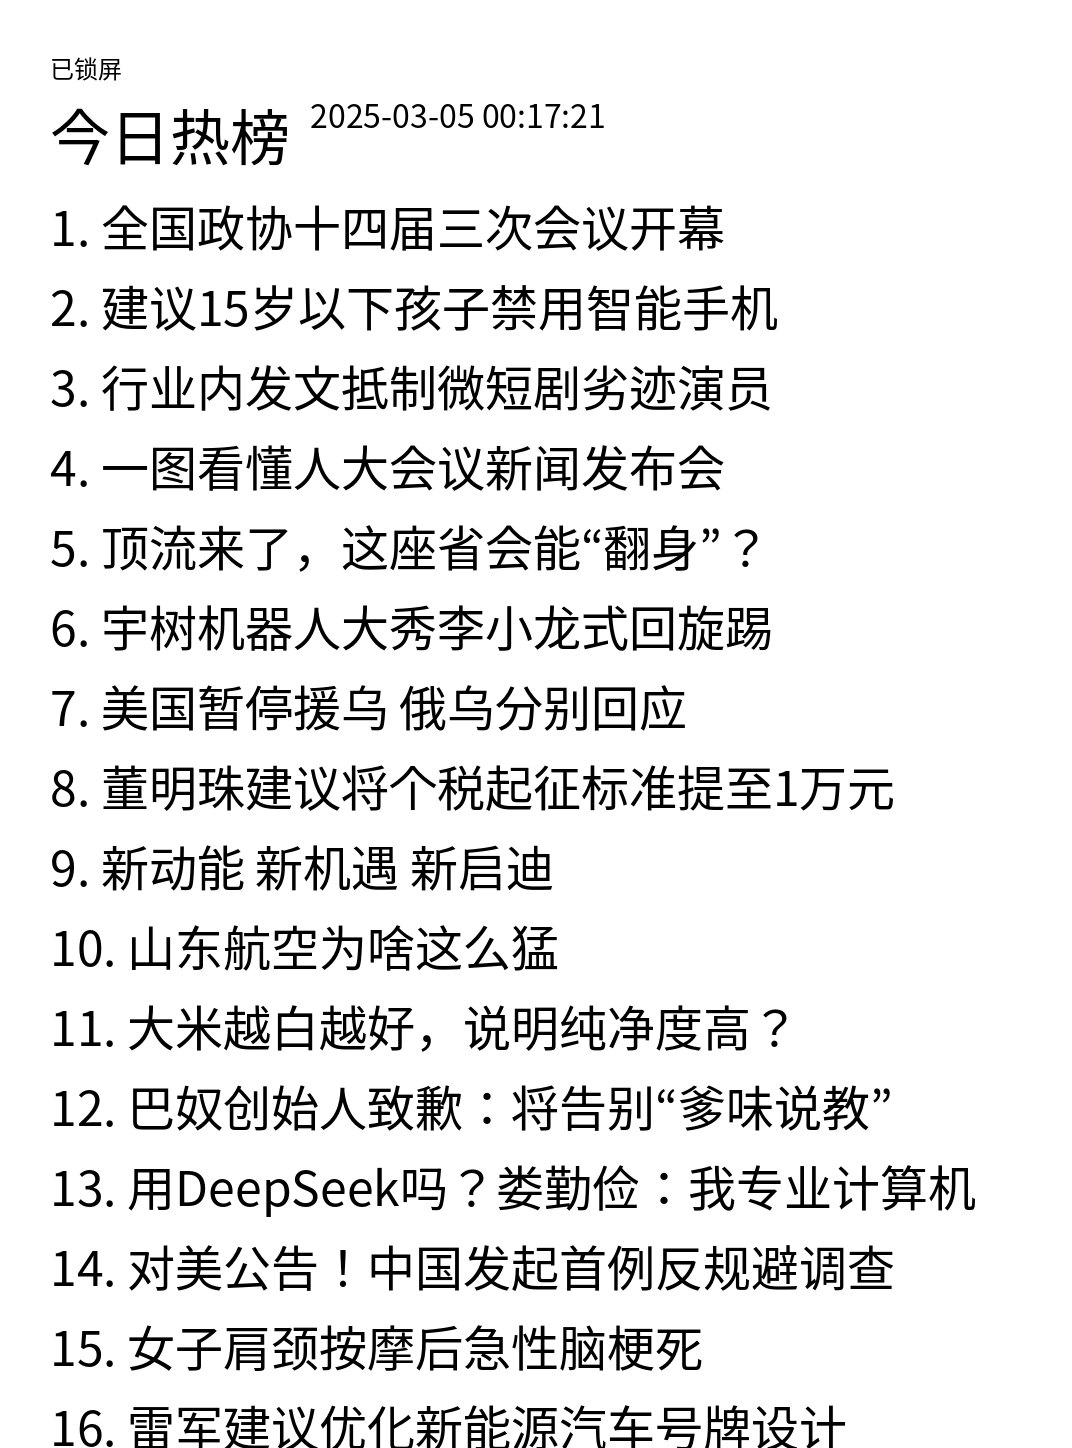 已锁屏
今日热榜 2025-03-05 00:17:21
1. 全国政协十四届三次会议开幕
2. 建议15岁以下孩子禁用智能手机
3. 行业内发文抵制微短剧劣迹演员
4. 一图看懂人大会议新闻发布会
5. 顶流来了，这座省会能“翻身”？
6. 宇树机器人大秀李小龙式回旋踢
7. 美国暂停援乌 俄乌分别回应
8. 董明珠建议将个税起征标准提至1万元
9. 新动能 新机遇 新启迪
10. 山东航空为啥这么猛
11. 大米越白越好，说明纯净度高？
12. 巴奴创始人致歉：将告别“爹味说教”
13. 用DeepSeek吗？娄勤俭：我专业计算机
14. 对美公告！中国发起首例反规避调查
15. 女子肩颈按摩后急性脑梗死
16. 雷军建议优化新能源汽车号牌设计